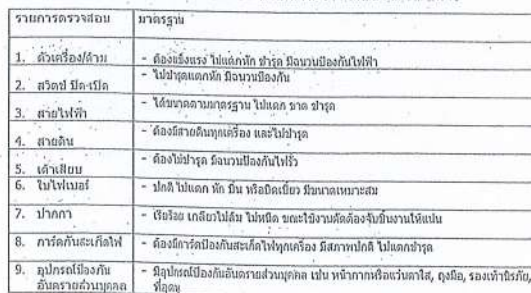 รายการตรวจสอบ มาตรฐาน
1. ตัวเครื่อง/ด้าม - ต้องแข็งแรง ไม่แตกหัก ชำรุด มีฉนวนป้องกันไฟฟ้า
2. สวิตช์ ปิด-เปิด - ไม่ชำรุดแตกหัก มีฉนวนป้องกัน
3. สายไฟฟ้า - ได้ขนาดตามมาตรฐาน ไม่แตก ขาด ชำรุด
4. สายดิน - ต้องมีสายดินทุกเครื่อง และไม่ชำรุด
5. เต้าเสียบ - ต้องไม่ชำรุด มีฉนวนป้องกันไฟรั่ว
6. ใบไฟเบอร์ - ปกติ ไม่แตก หัก บิ่น หรือบิดเบี้ยว มีขนาดเหมาะสม
7. ปากกา - เรียบร้อย เกลียวไม่ล้ม ไม่หนืด ขณะใช้งานตัดต้องจับชิ้นงานให้แน่น
8. การ์ดกันสะเก็ดไฟ - ต้องมีการ์ดป้องกันสะเก็ดไฟทุกเครื่อง มีสภาพปกติ ไม่แตกชำรุด
9. อุปกรณ์ป้องกัน - มีอุปกรณ์ป้องกันอันตรายส่วนบุคคล เช่น หน้ากากหรือแว่นตาใส, ถุงมือ, รองเท้านิรภัย,
อันตรายส่วนบุคคล ที่อุดหู